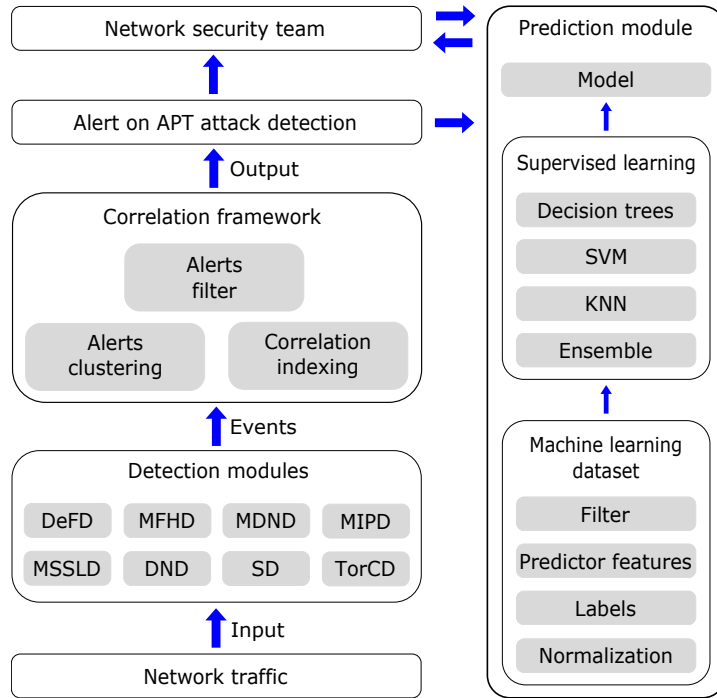 Network security team
Alert on APT attack detection
Output
Correlation framework
Alerts
filter
Alerts
clustering
Correlation
indexing
Events
Detection modules
DeFD
MFHD
MDND
MIPD
MSSLD
DND
SD
TorCD
Input
Network traffic
Prediction module
Model
Supervised learning
Decision trees
SVM
KNN
Ensemble
Machine learning
dataset
Filter
Predictor features
Labels
Normalization